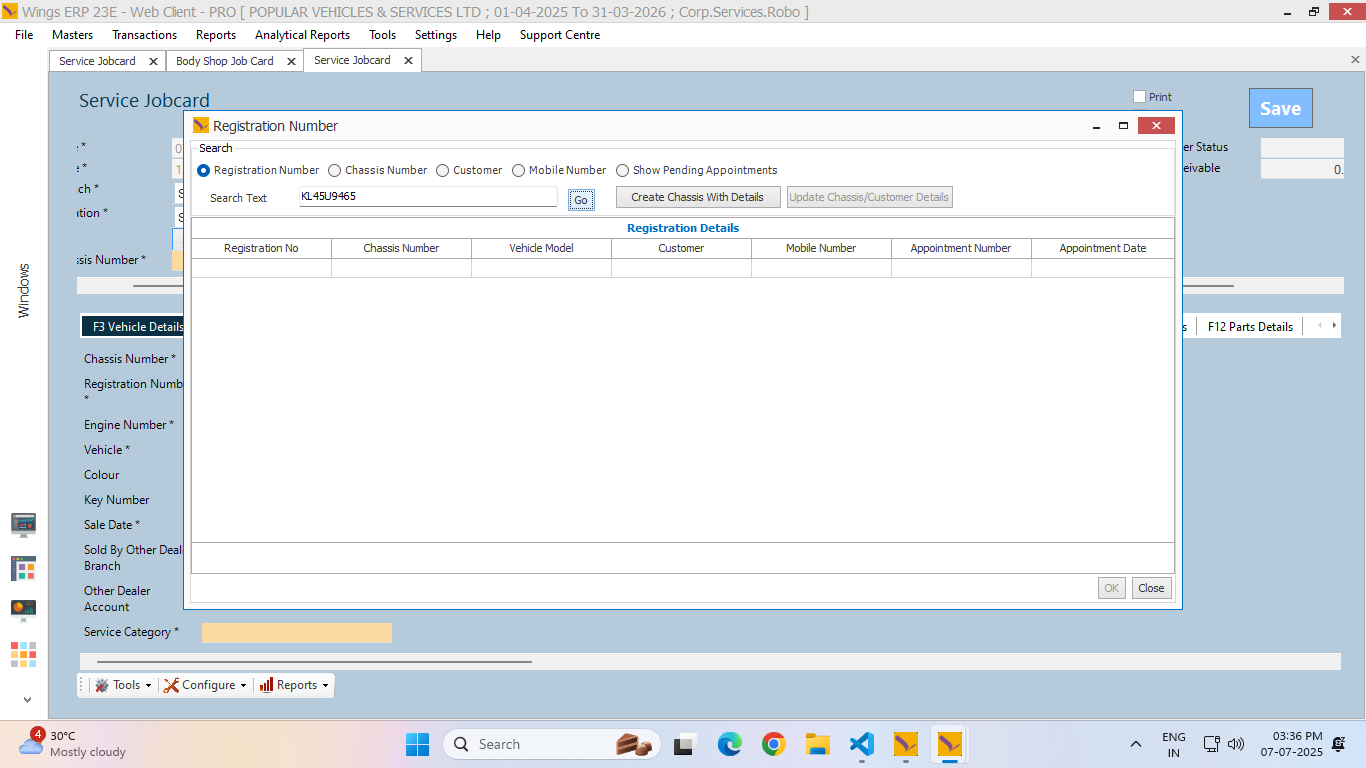 Wings ERP 23E - Web Client - PRO [ POPULAR VEHICLES & SERVICES LTD ; 01-04-2025 To 31-03-2026 ; Corp.Services.Robo ]
File Masters Transactions Reports Analytical Reports Tools Settings Help Support Centre
Service Jobcard Body Shop Job Card Service Jobcard
Service Jobcard
Print
Save
Registration Number
Search
Registration Number Chassis Number Customer Mobile Number Show Pending Appointments
Search Text KL45U9465 Go Create Chassis With Details Update Chassis/Customer Details
Registration Details
Registration No Chassis Number Vehicle Model Customer Mobile Number Appointment Number Appointment Date
OK Close
er Status
eivable 0.
ch *
ation *
ssis Number *
Windows
F3 Vehicle Details
s F12 Parts Details
Chassis Number *
Registration Numb
*
Engine Number *
Vehicle *
Colour
Key Number
Sale Date *
Sold By Other Deal
Branch
Other Dealer
Account
Service Category *
Tools Configure Reports
4 30°C
Mostly cloudy
Search
ENG
IN
03:36 PM
07-07-2025